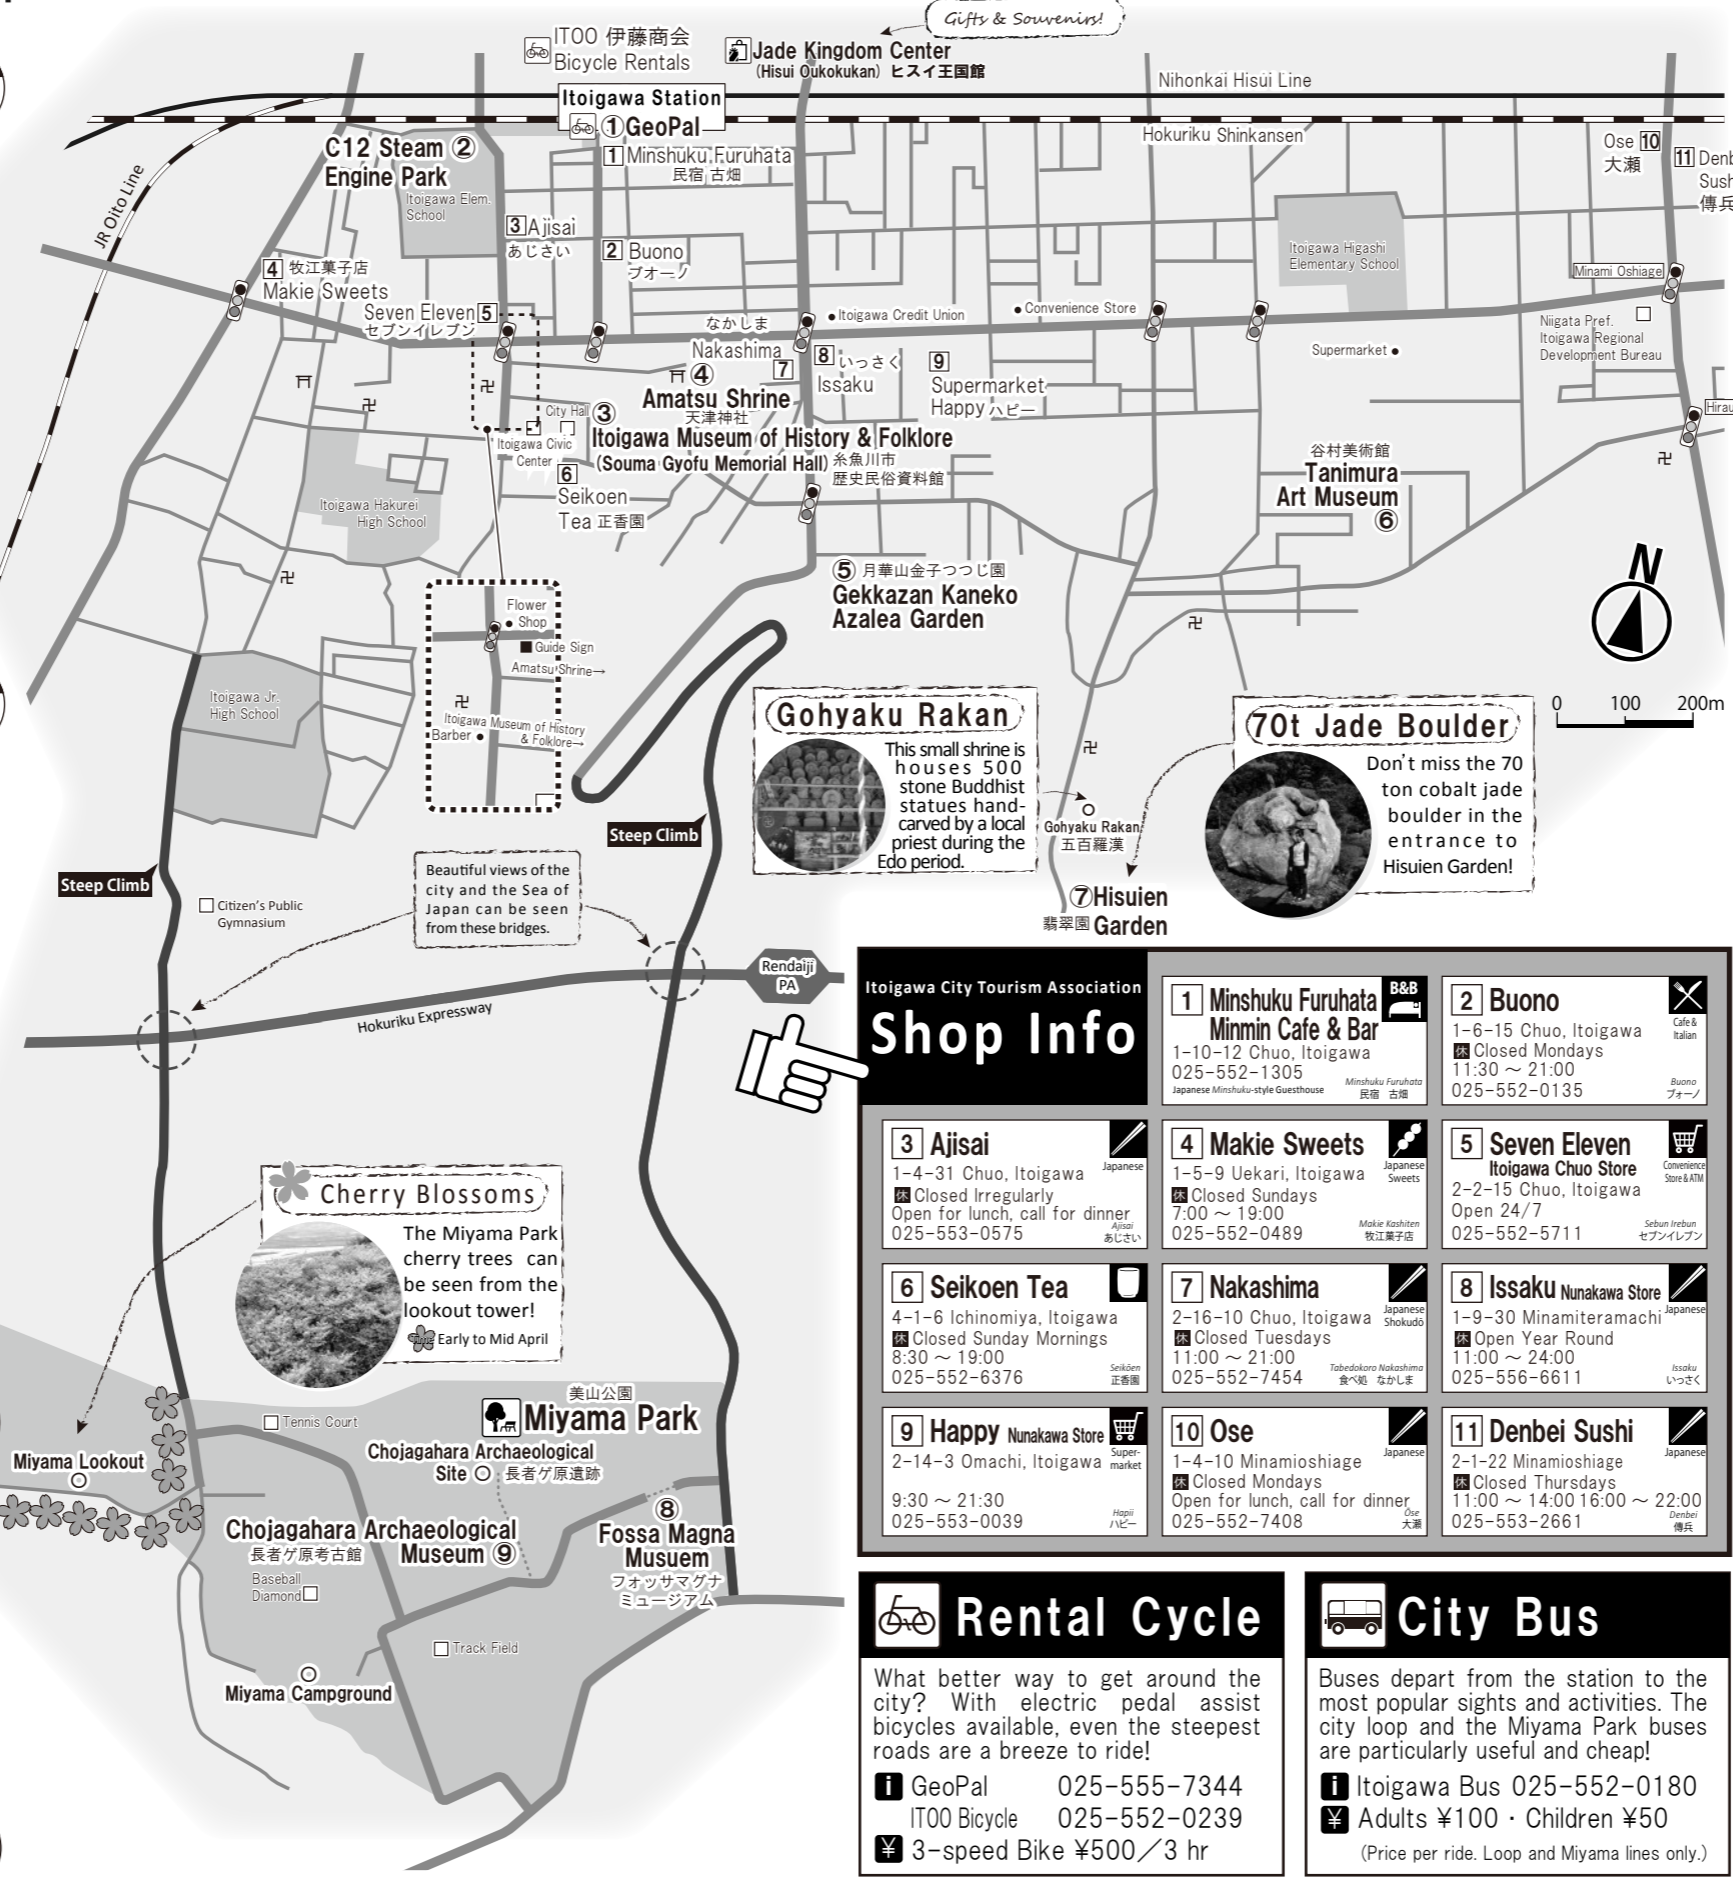 Gifts & Souvenirs!
ITOO 伊藤商会
Bicycle Rentals
Jade Kingdom Center
(Hisui Oukokukan) ヒスイ王国館
Nihonkai Hisui Line
Itoigawa Station
①GeoPal
Hokuriku Shinkansen
JR Oito Line
C12 Steam ②
Engine Park
Itoigawa Elem.
School
1 Minshuku Furuhata
民宿 古畑
Ose 10
大瀬
11 Denb
Sush
傳兵
3 Ajisai
あじさい
2 Buono
ブオーノ
Itoigawa Higashi
Elementary School
4 牧江菓子店
Makie Sweets
Seven Eleven 5
セブンイレブン
Minami Oshiage
なかしま
Nakashima
7
Itoigawa Credit Union
Convenience Store
Niigata Pref.
Itoigawa Regional
Development Bureau
Supermarket
8 いっさく
Issaku
9
Supermarket
Happy ハピー
④
Amatsu Shrine
天津神社
Hirau
City Hall ③
Itoigawa Museum of History & Folklore
(Souma Gyofu Memorial Hall) 糸魚川市
歴史民俗資料館
Itoigawa Civic
Center
6
Seikoen
Tea 正香園
谷村美術館
Tanimura
Art Museum
⑥
Itoigawa Hakurei
High School
⑤ 月華山金子つつじ園
Gekkazan Kaneko
Azalea Garden
N
Flower
Shop
Guide Sign
Amatsu Shrine→
Itoigawa Museum of History
& Folklore→
Barber
Itoigawa Jr.
High School
0 100 200m
Gohyaku Rakan
This small shrine is
houses 500
stone Buddhist
statues hand-
carved by a local
priest during the
Edo period.
70t Jade Boulder
Don't miss the 70
ton cobalt jade
boulder in the
entrance to
Hisuien Garden!
Gohyaku Rakan
五百羅漢
⑦Hisuien
翡翠園 Garden
Steep Climb
Steep Climb
Citizen's Public
Gymnasium
Beautiful views of the
city and the Sea of
Japan can be seen
from these bridges.
Rendaiji
PA
Hokuriku Expressway
Cherry Blossoms
The Miyama Park
cherry trees can
be seen from the
lookout tower!
Time Early to Mid April
美山公園
Miyama Park
Tennis Court
Chojagahara Archaeological
Site 長者ケ原遺跡
Miyama Lookout
Chojagahara Archaeological
長者ケ原考古館 Museum ⑨
⑧
Fossa Magna
Musuem
フォッサマグナ
ミュージアム
Baseball
Diamond
Track Field
Miyama Campground
Itoigawa City Tourism Association
Shop Info
1 Minshuku Furuhata
Minmin Cafe & Bar
B&B
1-10-12 Chuo, Itoigawa
025-552-1305
Japanese Minshuku-style Guesthouse
Minshuku Furuhata
民宿 古畑
2 Buono
Cafe &
Italian
1-6-15 Chuo, Itoigawa
休 Closed Mondays
11:30 ～ 21:00
025-552-0135
Buono
ブォーノ
3 Ajisai
Japanese
1-4-31 Chuo, Itoigawa
休 Closed Irregularly
Open for lunch, call for dinner
025-553-0575
Ajisai
あじさい
4 Makie Sweets
Japanese
Sweets
1-5-9 Uekari, Itoigawa
休 Closed Sundays
7:00 ～ 19:00
025-552-0489
Makie Kashiten
牧江菓子店
5 Seven Eleven
Itoigawa Chuo Store
Convenience
Store & ATM
2-2-15 Chuo, Itoigawa
Open 24/7
025-552-5711
Sebun Irebun
セブンイレブン
6 Seikoen Tea
4-1-6 Ichinomiya, Itoigawa
休 Closed Sunday Mornings
8:30 ～ 19:00
025-552-6376
Seikōen
正香園
7 Nakashima
Japanese
Shokudō
2-16-10 Chuo, Itoigawa
休 Closed Tuesdays
11:00 ～ 21:00
025-552-7454
Tabedokoro Nakashima
食べ処 なかしま
8 Issaku Nunakawa Store
Japanese
1-9-30 Minamiteramachi
休 Open Year Round
11:00 ～ 24:00
025-556-6611
Issaku
いっさく
9 Happy Nunakawa Store
Super-
market
2-14-3 Omachi, Itoigawa
9:30 ～ 21:30
025-553-0039
Hapii
ハピー
10 Ose
Japanese
1-4-10 Minamioshiage
休 Closed Mondays
Open for lunch, call for dinner
025-552-7408
Ose
大瀬
11 Denbei Sushi
Japanese
2-1-22 Minamioshiage
休 Closed Thursdays
11:00 ～ 14:00 16:00 ～ 22:00
025-553-2661
Denbei
傳兵
Rental Cycle
What better way to get around the
city? With electric pedal assist
bicycles available, even the steepest
roads are a breeze to ride!
i GeoPal 025-555-7344
ITOO Bicycle 025-552-0239
¥ 3-speed Bike ¥500／3 hr
City Bus
Buses depart from the station to the
most popular sights and activities. The
city loop and the Miyama Park buses
are particularly useful and cheap!
i Itoigawa Bus 025-552-0180
¥ Adults ¥100・Children ¥50
(Price per ride. Loop and Miyama lines only.)